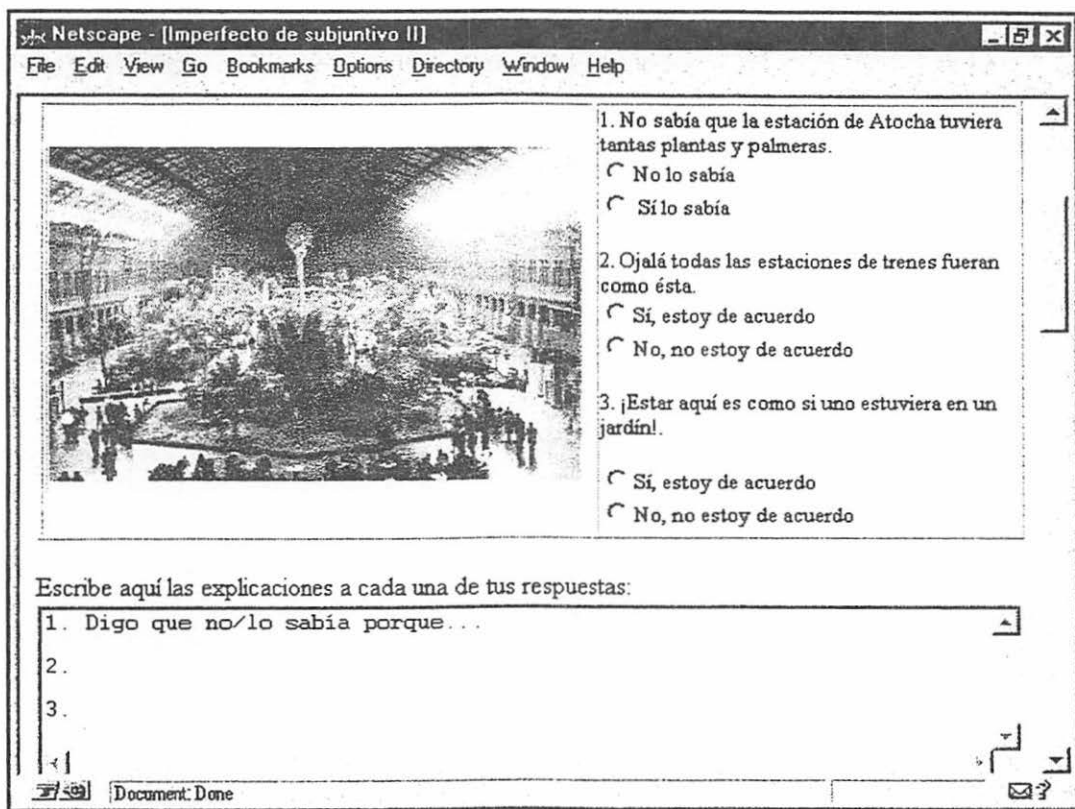 Netscape - [Imperfecto de subjuntivo II]
File Edit View Go Bookmarks Options Directory Window Help
1. No sabía que la estación de Atocha tuviera
tantas plantas y palmeras.
No lo sabía
Sí lo sabía
2. Ojalá todas las estaciones de trenes fueran
como ésta.
Sí, estoy de acuerdo
No, no estoy de acuerdo
3. ¡Estar aquí es como si uno estuviera en un
jardín!.
Sí, estoy de acuerdo
No, no estoy de acuerdo
Escribe aquí las explicaciones a cada una de tus respuestas:
1. Digo que no/lo sabía porque...
2.
3.
Document: Done